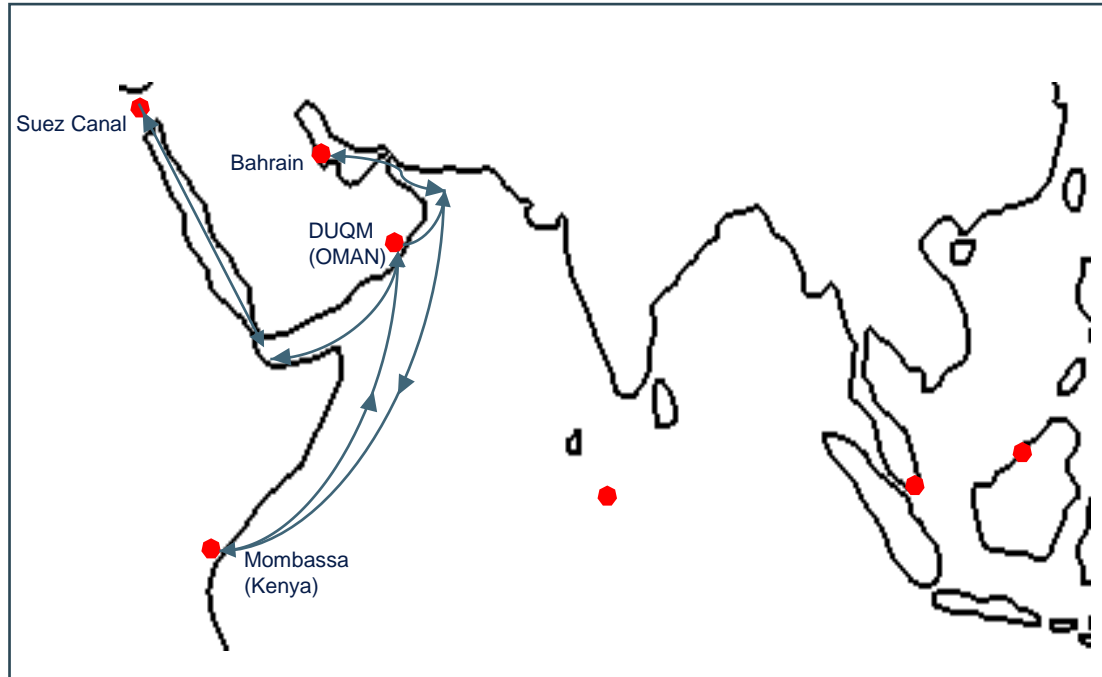 Suez Canal
Bahrain
DUQM
(OMAN)
Mombassa
(Kenya)